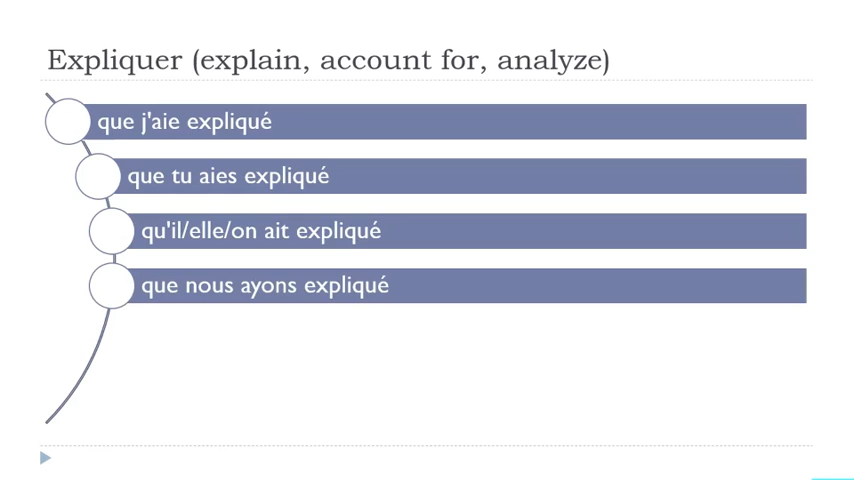 Expliquer (explain, account for, analyze)
que j'aie expliqué
que tu aies expliqué
qu'il/elle/on ait expliqué
que nous ayons expliqué